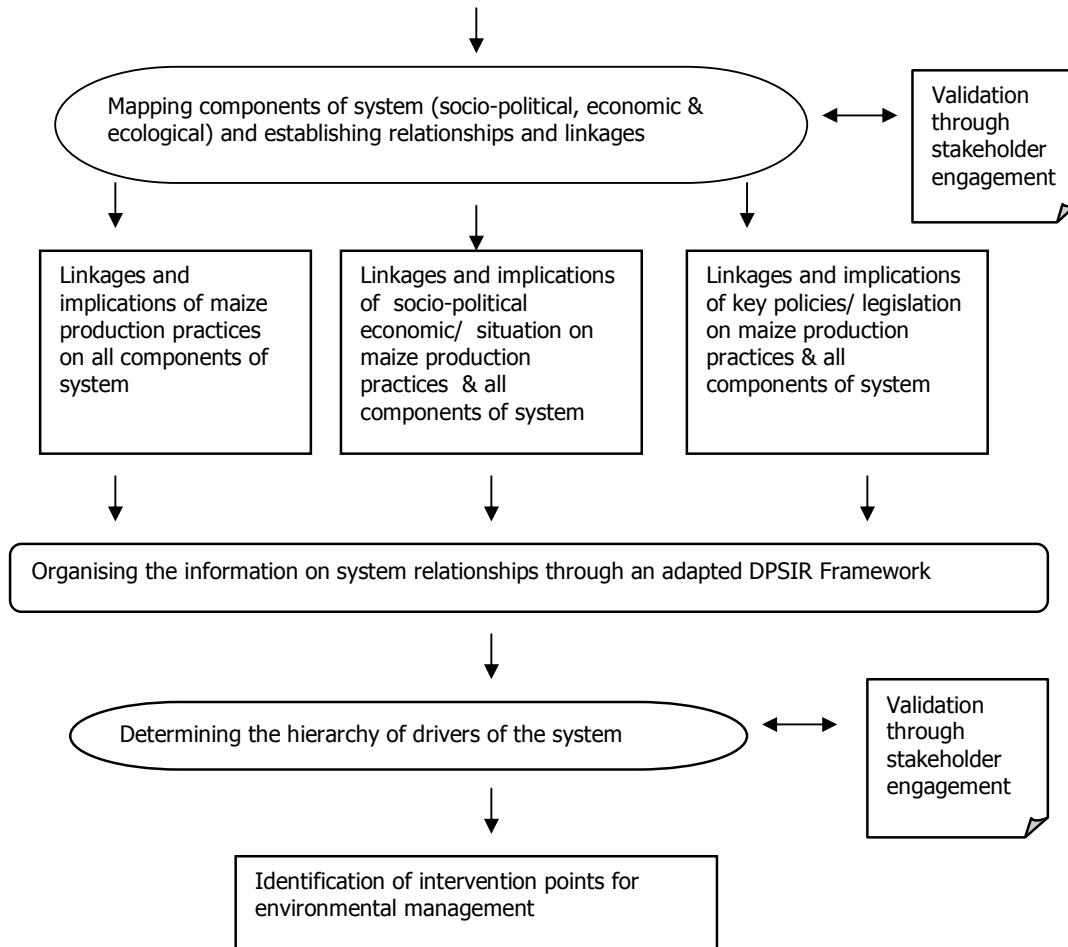 Mapping components of system (socio-political, economic &
ecological) and establishing relationships and linkages
Validation
through
stakeholder
engagement
Linkages and
implications of maize
production practices
on all components of
system
Linkages and implications
of socio-political
economic/ situation on
maize production
practices & all
components of system
Linkages and implications
of key policies/ legislation
on maize production
practices & all
components of system
Organising the information on system relationships through an adapted DPSIR Framework
Determining the hierarchy of drivers of the system
Validation
through
stakeholder
engagement
Identification of intervention points for
environmental management